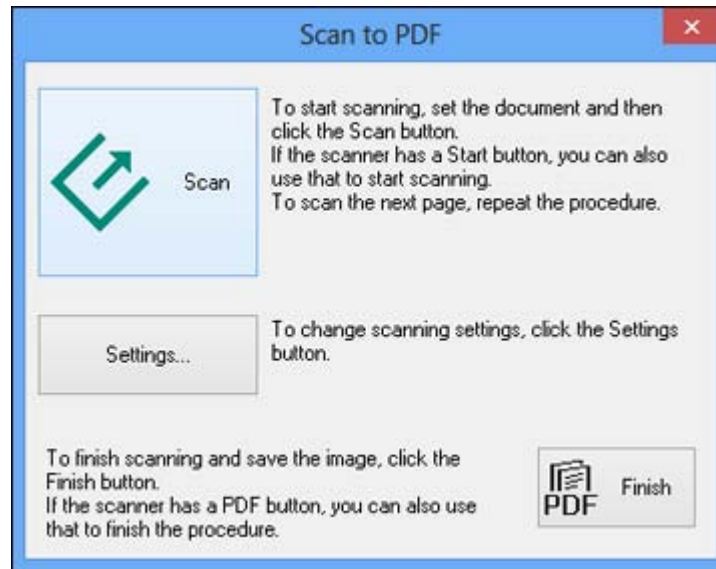 Scan to PDF
Scan
To start scanning, set the document and then
click the Scan button.
If the scanner has a Start button, you can also
use that to start scanning.
To scan the next page, repeat the procedure.
Settings...
To change scanning settings, click the Settings
button.
To finish scanning and save the image, click the
Finish button.
If the scanner has a PDF button, you can also use
that to finish the procedure.
PDF
Finish